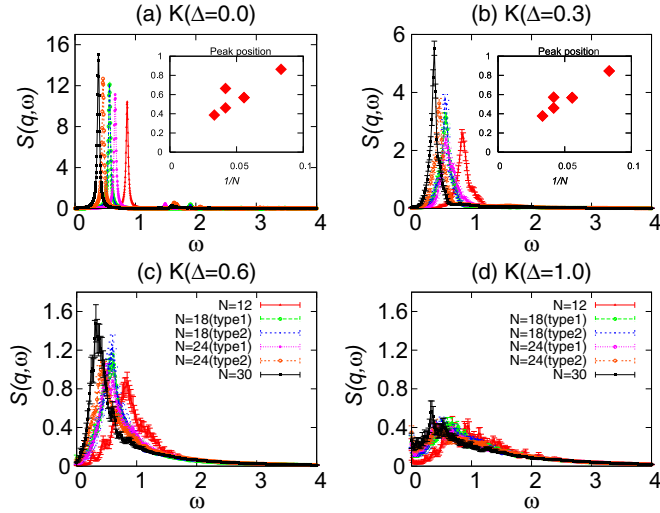 (a) K(Δ=0.0)
S(q,ω)
16
12
8
4
0
0 1 2 3 4
ω
Peak position
1
0.8
0.6
0.4
0.2
0
0 0.05 0.1
1/N
(b) K(Δ=0.3)
S(q,ω)
6
4
2
0
0 1 2 3 4
ω
Peak position
1
0.8
0.6
0.4
0.2
0
0 0.05 0.1
1/N
(c) K(Δ=0.6)
S(q,ω)
1.6
1.2
0.8
0.4
0
0 1 2 3 4
ω
N=12
N=18(type1)
N=18(type2)
N=24(type1)
N=24(type2)
N=30
(d) K(Δ=1.0)
S(q,ω)
1.6
1.2
0.8
0.4
0
0 1 2 3 4
ω
N=12
N=18(type1)
N=18(type2)
N=24(type1)
N=24(type2)
N=30